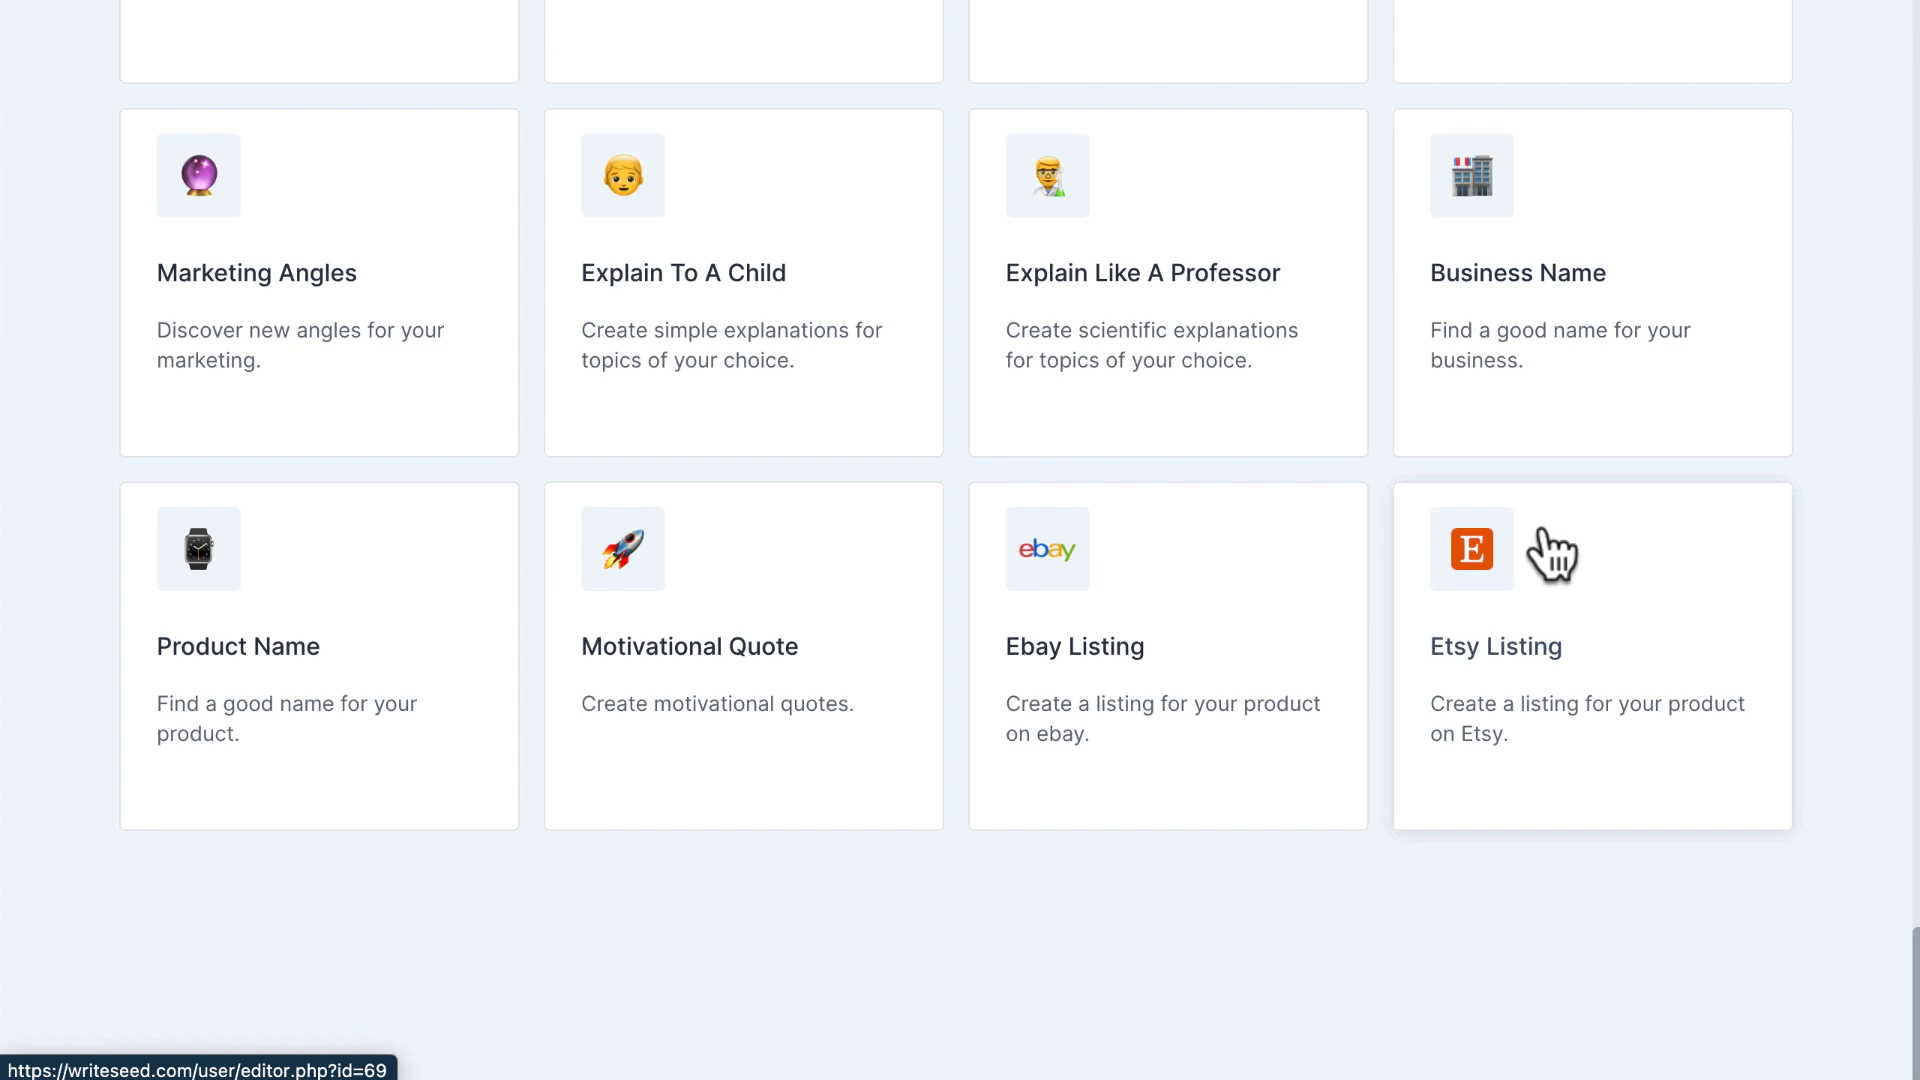 Marketing Angles
Discover new angles for your
marketing.
Explain To A Child
Create simple explanations for
topics of your choice.
Explain Like A Professor
Create scientific explanations
for topics of your choice.
Business Name
Find a good name for your
business.
Product Name
Find a good name for your
product.
Motivational Quote
Create motivational quotes.
ebay
Ebay Listing
Create a listing for your product
on ebay.
E
Etsy Listing
Create a listing for your product
on Etsy.
https://writeseed.com/user/editor.php?id=69